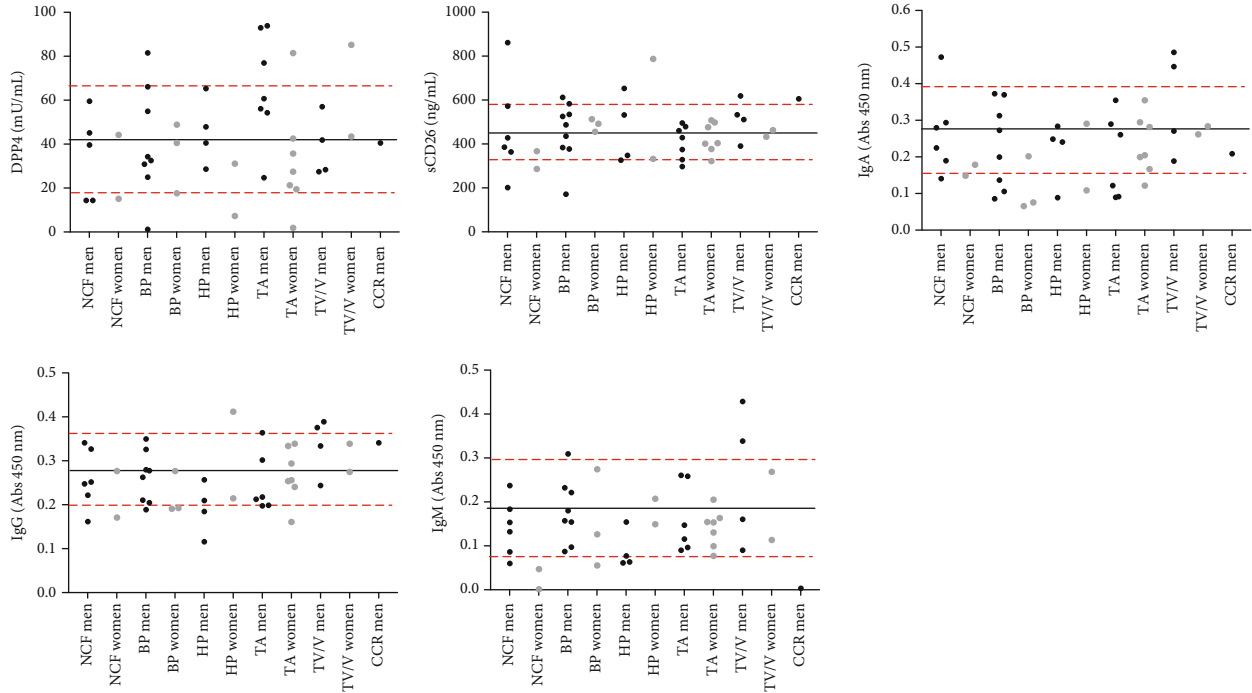 DPP4 (mU/mL)
100
80
60
40
20
0
NCF men
NCF women
BP men
BP women
HP men
HP women
TA men
TA women
TV/V men
TV/V women
CCR men
sCD26 (ng/mL)
1000
800
600
400
200
0
NCF men
NCF women
BP men
BP women
HP men
HP women
TA men
TA women
TV/V men
TV/V women
CCR men
IgA (Abs 450 nm)
0.6
0.5
0.4
0.3
0.2
0.1
0.0
NCF men
NCF women
BP men
BP women
HP men
HP women
TA men
TA women
TV/V men
TV/V women
CCR men
IgG (Abs 450 nm)
0.5
0.4
0.3
0.2
0.1
0.0
NCF men
NCF women
BP men
BP women
HP men
HP women
TA men
TA women
TV/V men
TV/V women
CCR men
IgM (Abs 450 nm)
0.5
0.4
0.3
0.2
0.1
0.0
NCF men
NCF women
BP men
BP women
HP men
HP women
TA men
TA women
TV/V men
TV/V women
CCR men